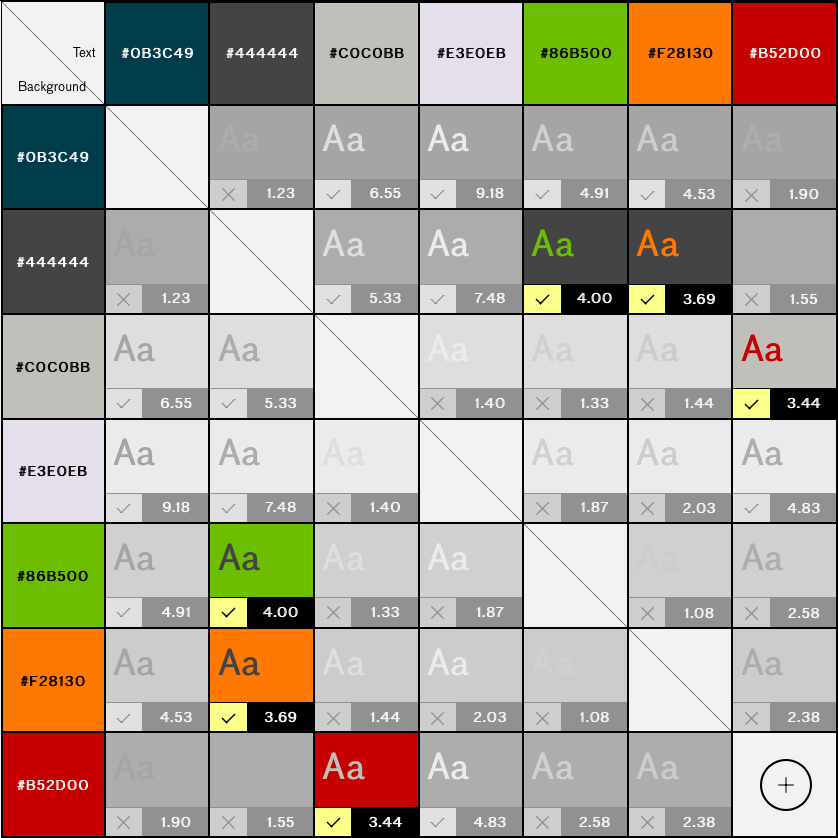 Text
Background
#0B3C49 #444444 #C0C0BB #E3E0EB #86B500 #F28130 #B52D00
#0B3C49
Aa Aa Aa Aa Aa Aa
1.23 6.55 9.18 4.91 4.53 1.90
#444444
Aa Aa Aa Aa Aa Aa
1.23 5.33 7.48 4.00 3.69 1.55
#C0C0BB
Aa Aa Aa Aa Aa Aa
6.55 5.33 1.40 1.33 1.44 3.44
#E3E0EB
Aa Aa Aa Aa Aa Aa
9.18 7.48 1.40 1.87 2.03 4.83
#86B500
Aa Aa Aa Aa Aa Aa
4.91 4.00 1.33 1.87 1.08 2.58
#F28130
Aa Aa Aa Aa Aa Aa
4.53 3.69 1.44 2.03 1.08 2.38
#B52D00
Aa Aa Aa Aa Aa Aa
1.90 1.55 3.44 4.83 2.58 2.38